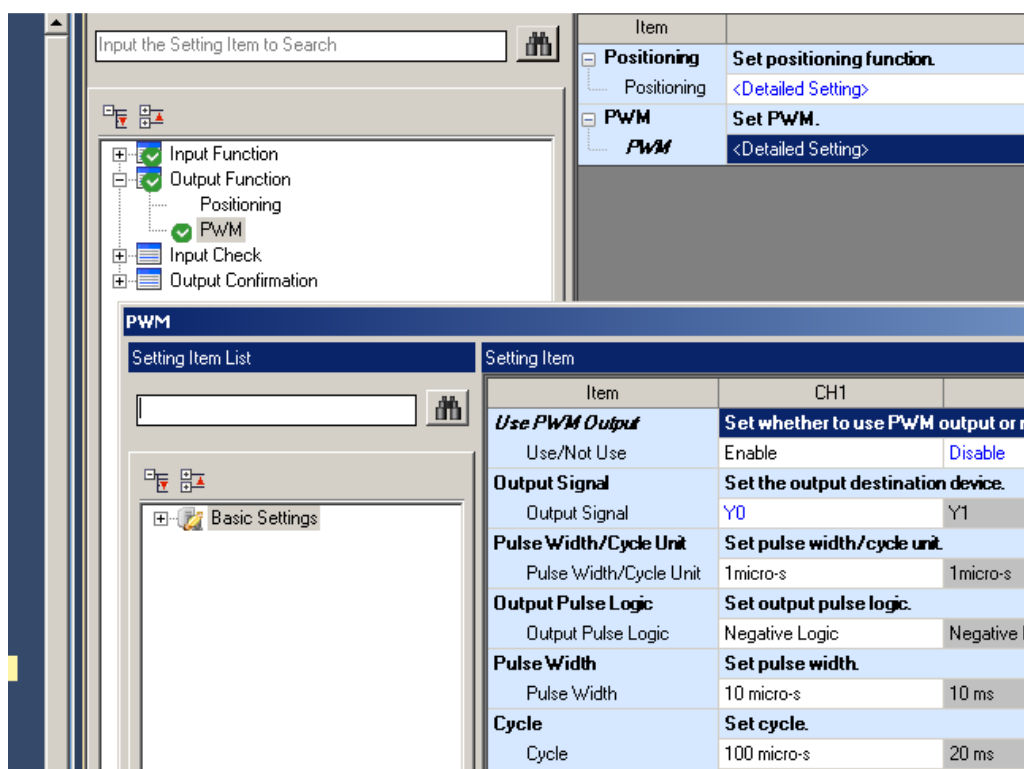 Input the Setting Item to Search
Input Function
Output Function
Positioning
PWM
Input Check
Output Confirmation
Item
Positioning Set positioning function.
Positioning <Detailed Setting>
PWM Set PWM.
PWM <Detailed Setting>
PWM
Setting Item List
Basic Settings
Setting Item
Item CH1
Use PWM Output Set whether to use PWM output or
Use/Not Use Enable Disable
Output Signal Set the output destination device.
Output Signal Y0 Y1
Pulse Width/Cycle Unit Set pulse width/cycle unit.
Pulse Width/Cycle Unit 1micro-s 1micro-s
Output Pulse Logic Set output pulse logic.
Output Pulse Logic Negative Logic Negative
Pulse Width Set pulse width.
Pulse Width 10 micro-s 10 ms
Cycle Set cycle.
Cycle 100 micro-s 20 ms